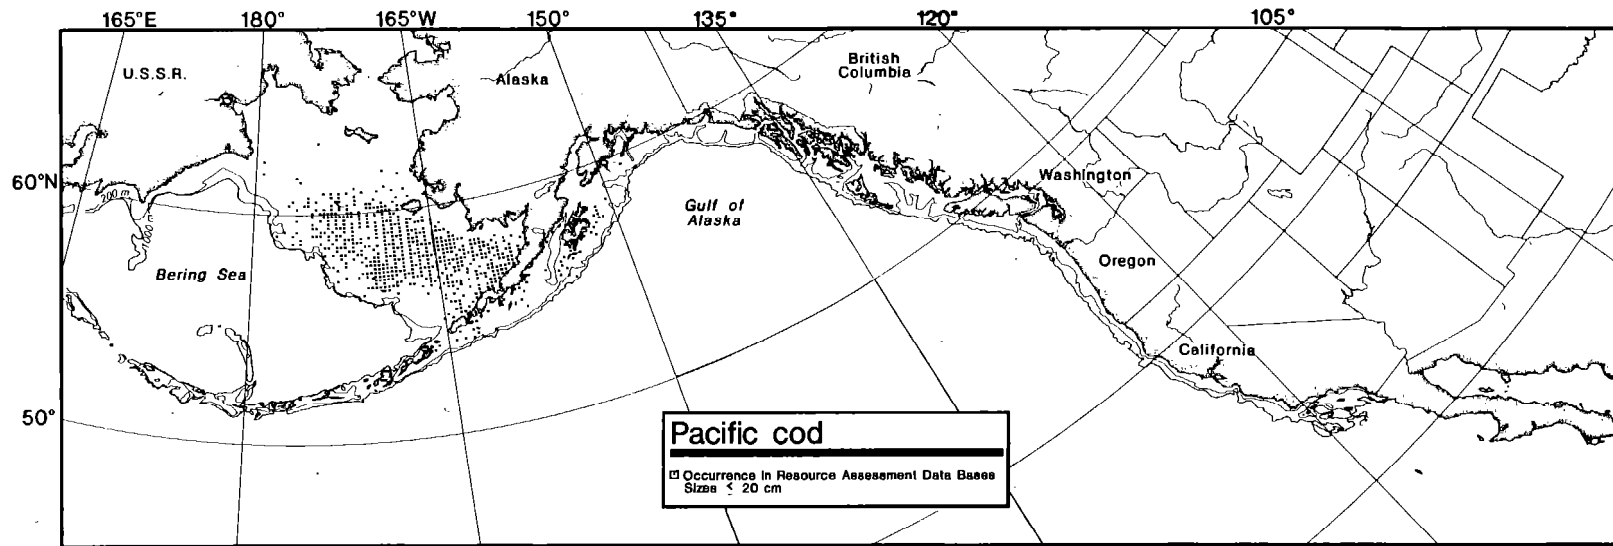 165°E 180° 165°W 150° 135° 120° 105°
U.S.S.R.
Alaska
British
Columbia
60°N
200 m
Washington
Gulf of
Alaska
Bering Sea
Oregon
California
50°
Pacific cod
Occurrence in Resource Assessment Data Bases
Sizes ≤ 20 cm